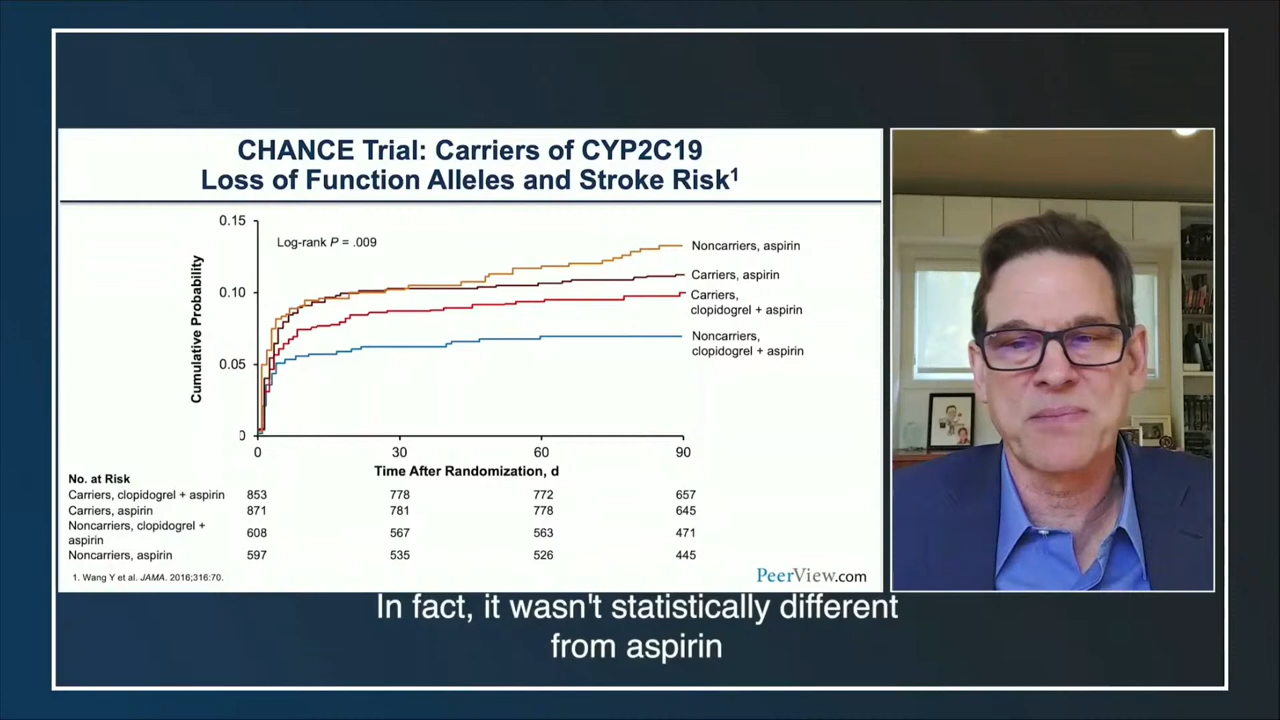 CHANCE Trial: Carriers of CYP2C19
Loss of Function Alleles and Stroke Risk1
0.15
0.10
0.05
0
Cumulative Probability
Log-rank P = .009
Noncarriers, aspirin
Carriers, aspirin
Carriers,
clopidogrel + aspirin
Noncarriers,
clopidogrel + aspirin
0 30 60 90
Time After Randomization, d
No. at Risk
Carriers, clopidogrel + aspirin 853 778 772 657
Carriers, aspirin 871 781 778 645
Noncarriers, clopidogrel +
aspirin 608 567 563 471
Noncarriers, aspirin 597 535 526 445
1. Wang Y et al. JAMA. 2016;316:70.
PeerView.com
In fact, it wasn't statistically different
from aspirin